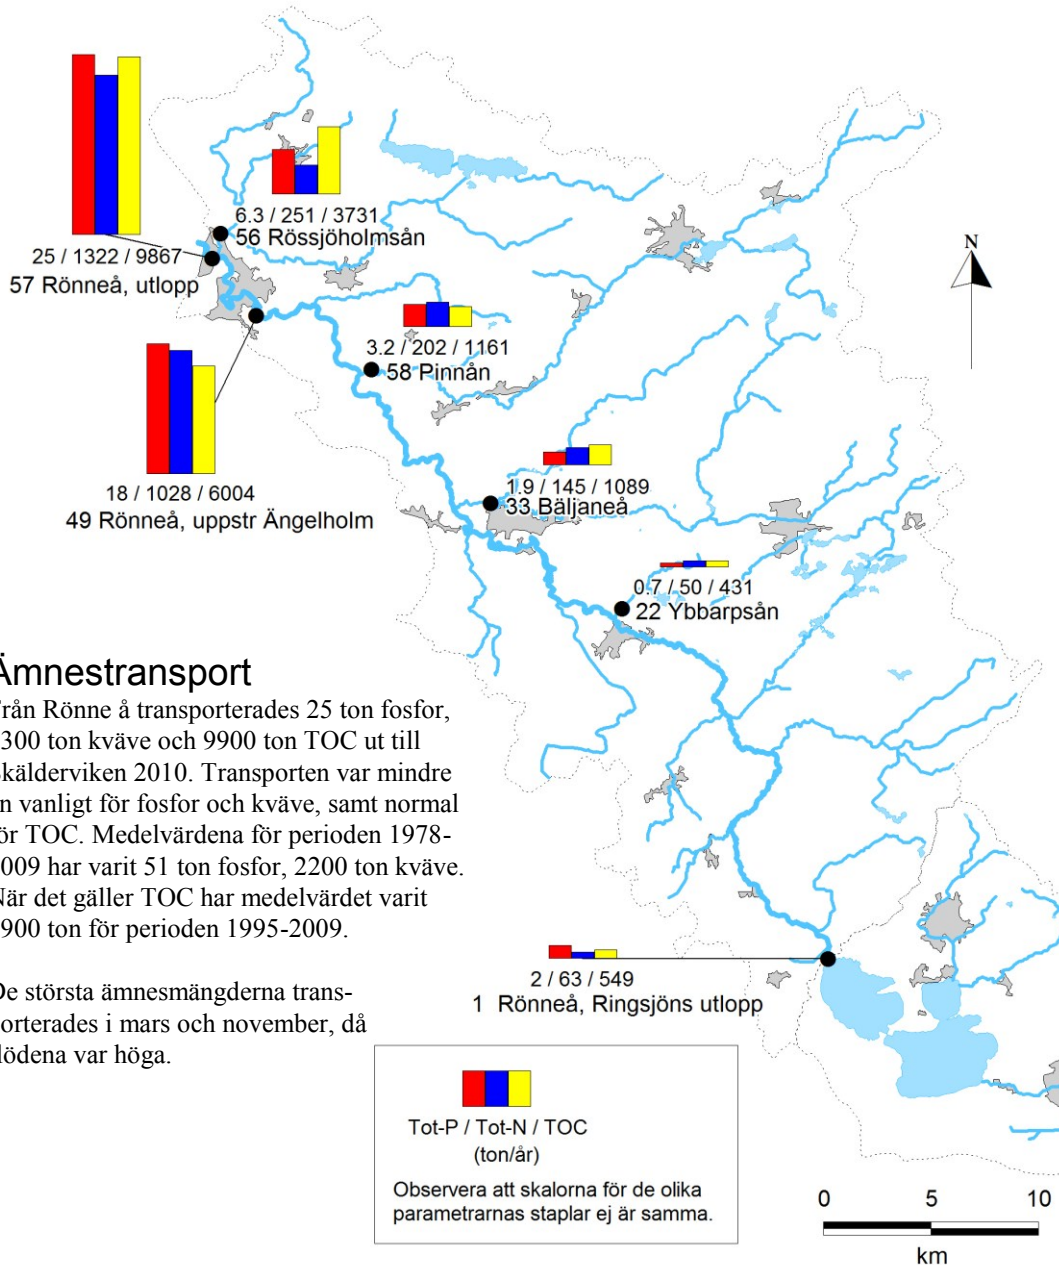 N
6.3 / 251 / 3731
56 Rössjöholmsån
25 / 1322 / 9867
57 Rönneå, utlopp
3.2 / 202 / 1161
58 Pinnån
18 / 1028 / 6004
49 Rönneå, uppstr Ängelholm
1.9 / 145 / 1089
33 Bäljaneå
0.7 / 50 / 431
22 Ybbarpsån
Ämnestransport
rån Rönne å transporterades 25 ton fosfor,
300 ton kväve och 9900 ton TOC ut till
kälderviken 2010. Transporten var mindre
n vanligt för fosfor och kväve, samt normal
ör TOC. Medelvärdena för perioden 1978-
009 har varit 51 ton fosfor, 2200 ton kväve.
När det gäller TOC har medelvärdet varit
900 ton för perioden 1995-2009.
De största ämnesmängderna trans-
orterades i mars och november, då
lödena var höga.
2 / 63 / 549
1 Rönneå, Ringsjöns utlopp
Tot-P / Tot-N / TOC
(ton/år)
Observera att skalorna för de olika
parametrarnas staplar ej är samma.
0 5 10
km